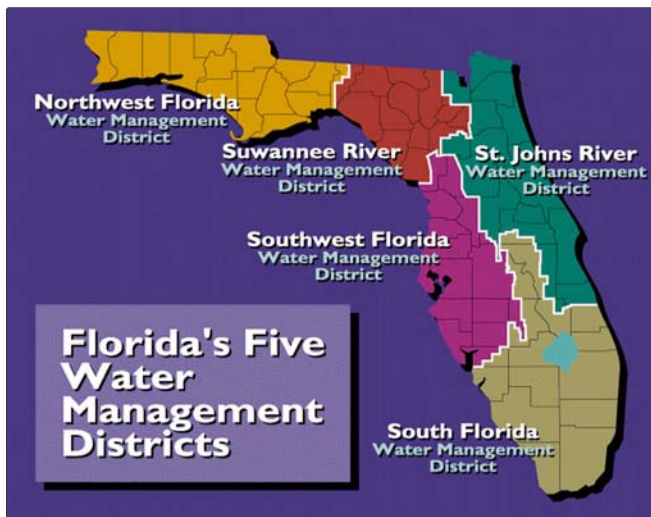 Northwest Florida
Water Management
District
Suwannee River
Water Management
District
St. Johns River
Water Management
District
Southwest Florida
Water Management
District
Florida's Five
Water
Management
Districts
South Florida
Water Management
District